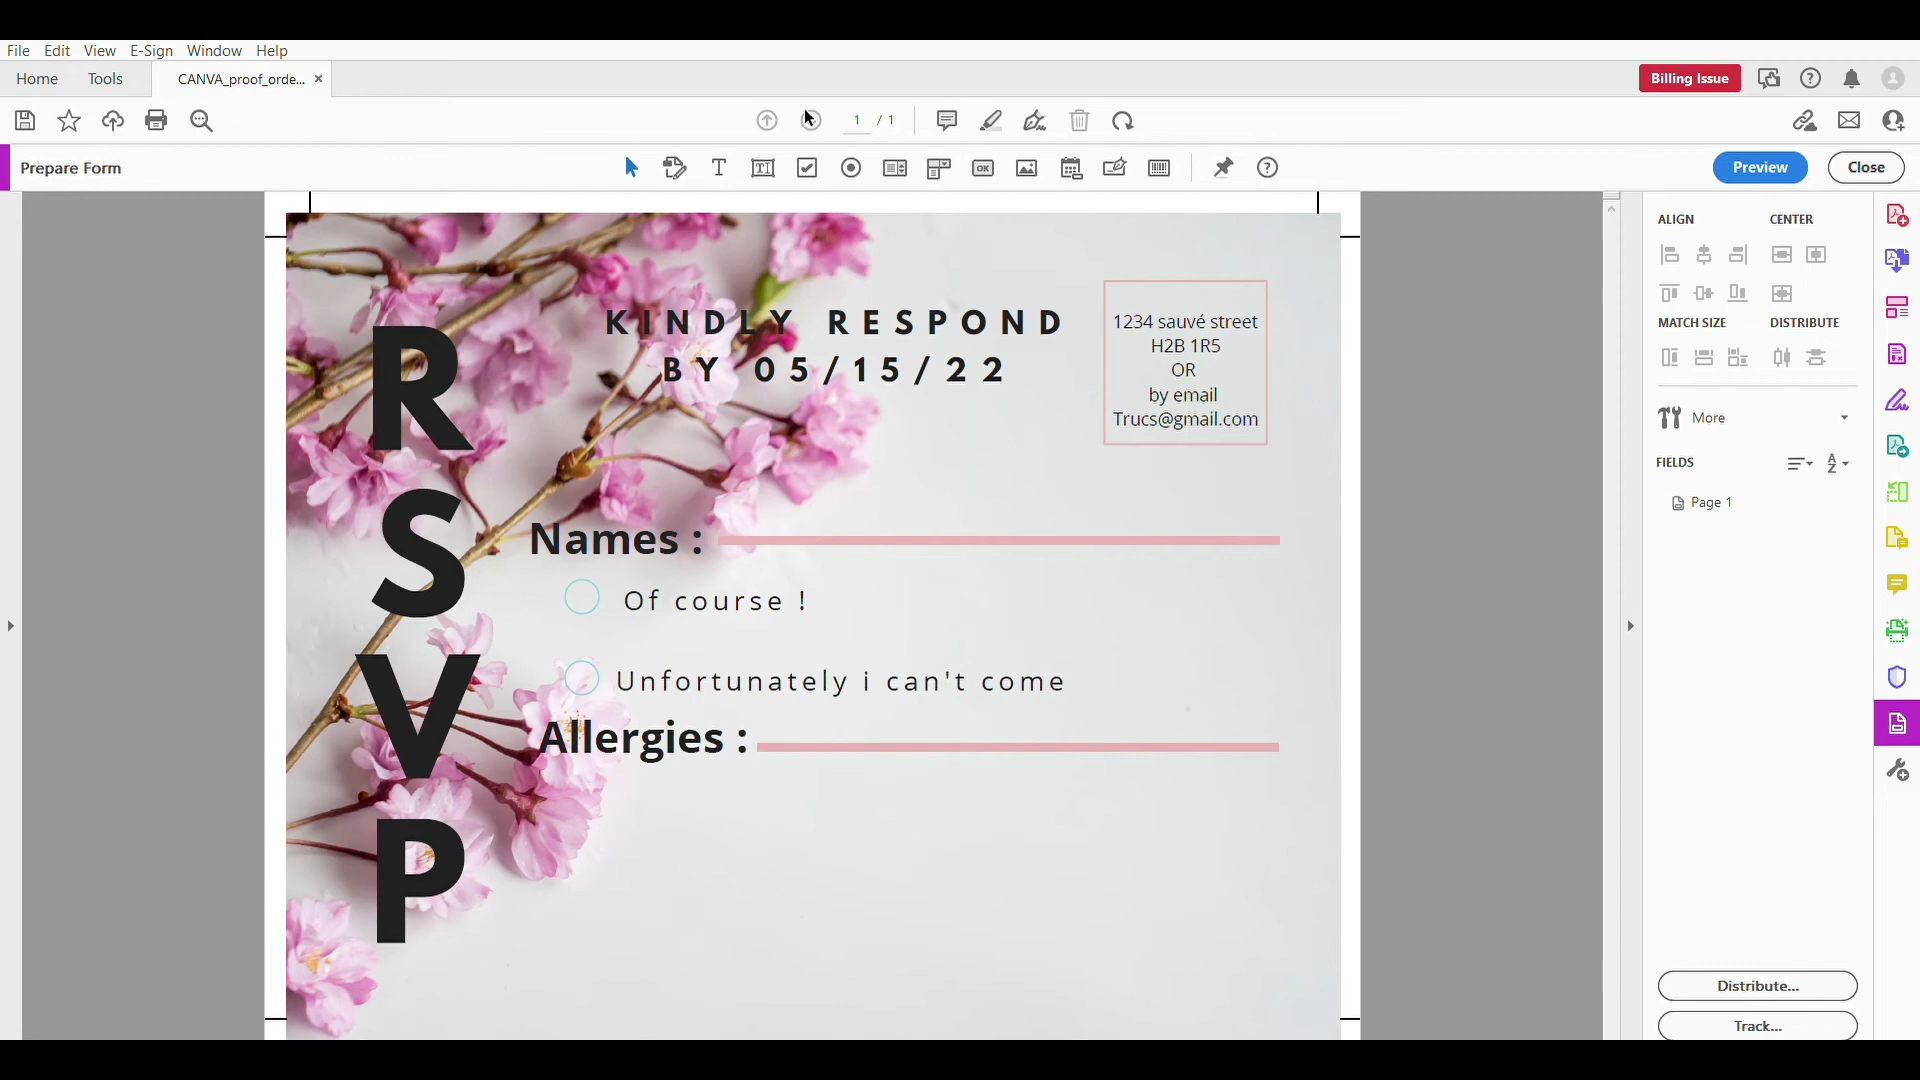 File Edit View E-Sign Window Help
Home Tools CANVA_proof_orde... ×
Billing Issue
1 / 1
Prepare Form
OK
Preview Close
KINDLY RESPOND
BY 05/15/22
1234 sauvé street
H2B 1R5
OR
by email
Trucs@gmail.com
R
S
V
P
Names :
Of course !
Unfortunately i can't come
Allergies :
ALIGN CENTER
MATCH SIZE DISTRIBUTE
More
FIELDS
Page 1
Distribute...
Track...